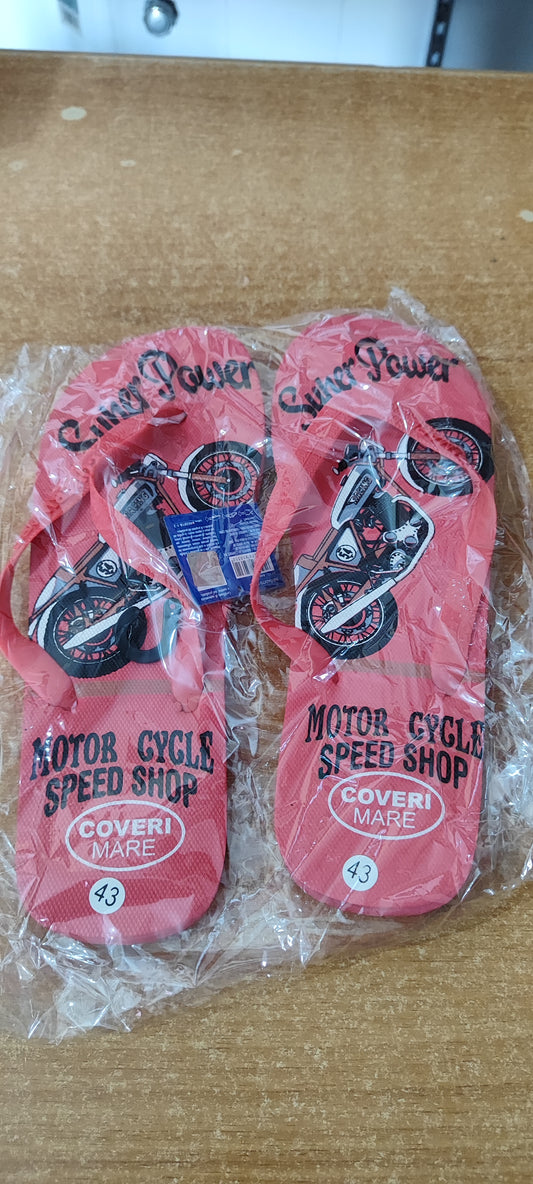 Super Power
MOTOR CYCLE
SPEED SHOP
COVERI
MARE
43
Super Power
MOTOR CYCLE
SPEED SHOP
COVERI
MARE
43